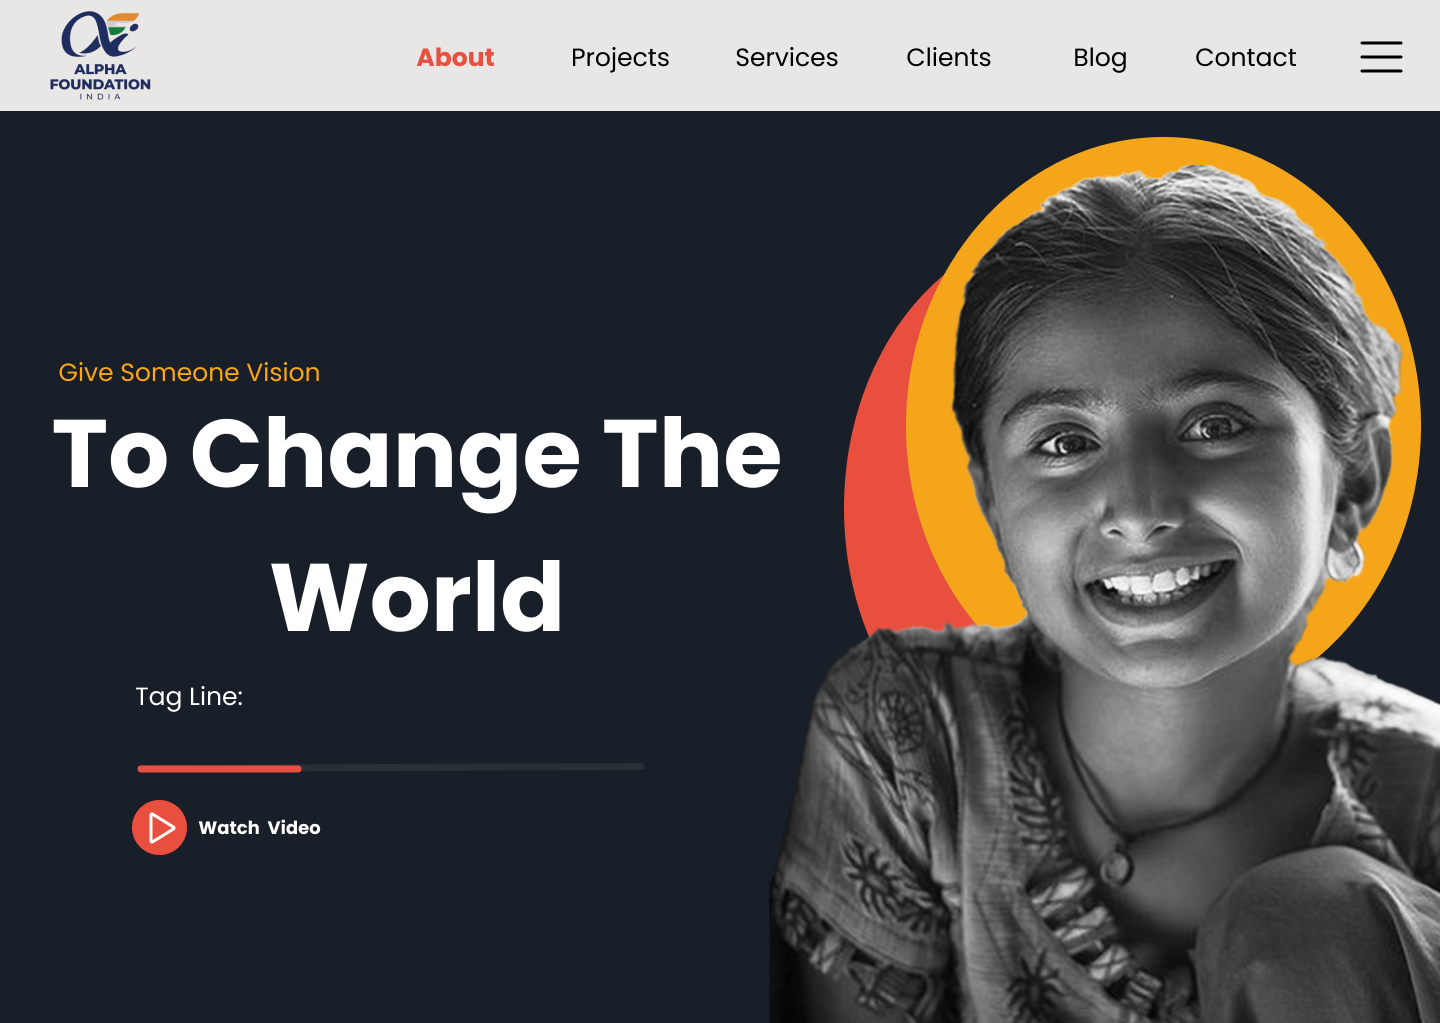 ALPHA
FOUNDATION
INDIA
About Projects Services Clients Blog Contact
Give Someone Vision
To Change The
World
Tag Line:
Watch Video